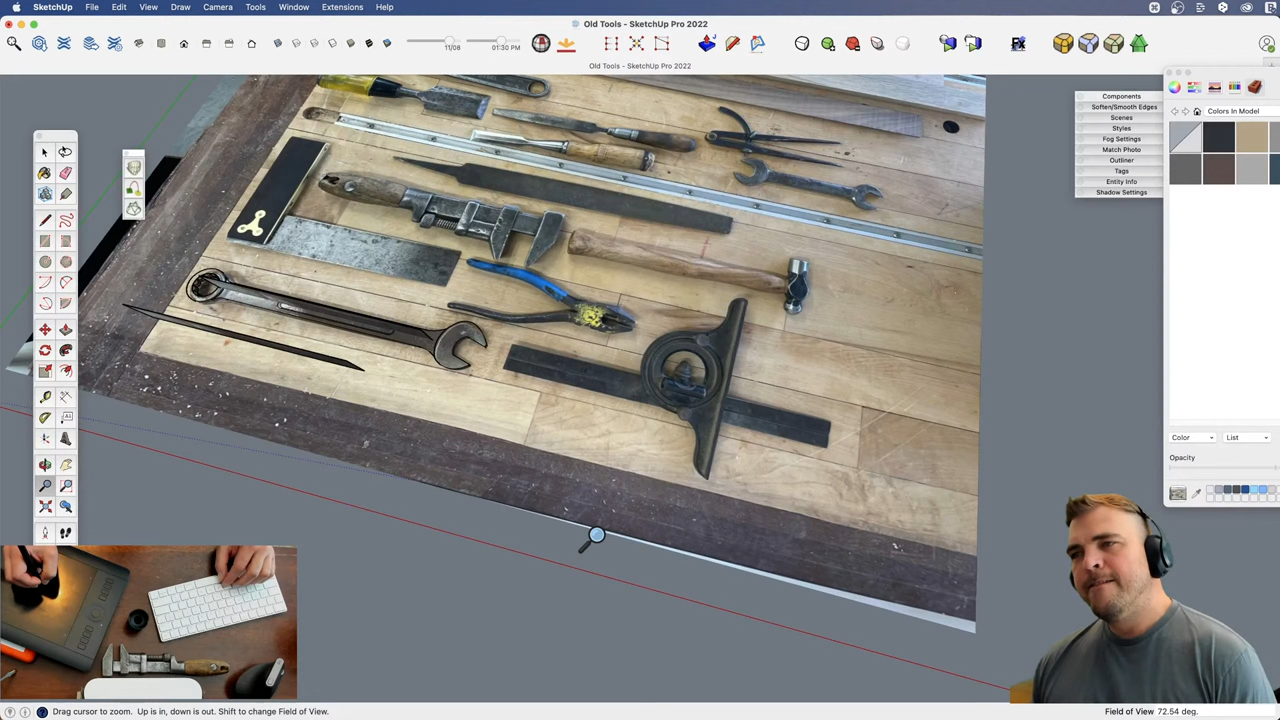 SketchUp File Edit View Draw Camera Tools Window Extensions Help
Old Tools - SketchUp Pro 2022
11/08 01:30 PM
Old Tools - SketchUp Pro 2022
Components
Soften/Smooth Edges
Scenes
Styles
Fog Settings
Match Photo
Outliner
Tags
Entity Info
Shadow Settings
Colors In Model
Color List
Opacity
Drag cursor to zoom. Up is in, down is out. Shift to change Field of View. Field of View 72.54 deg.